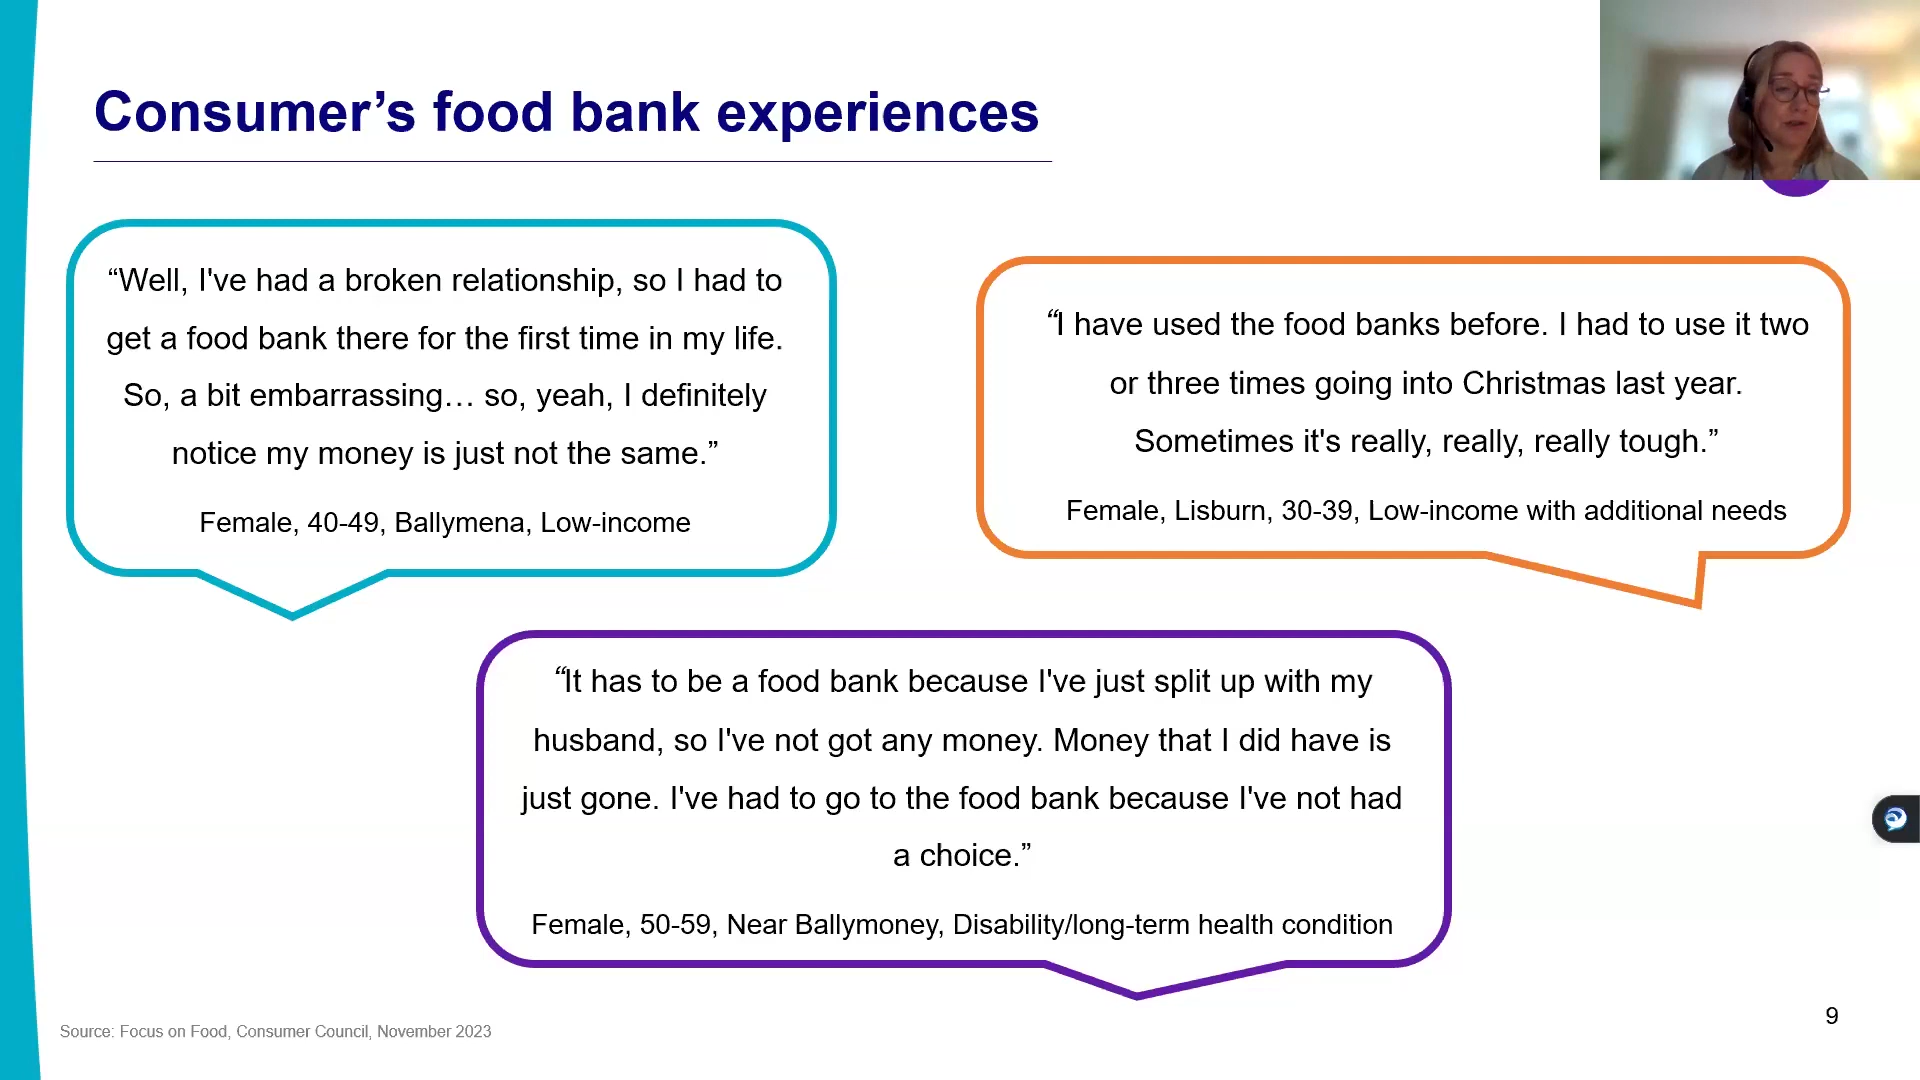 Consumer’s food bank experiences
“Well, I've had a broken relationship, so I had to
get a food bank there for the first time in my life.
So, a bit embarrassing… so, yeah, I definitely
notice my money is just not the same.”
Female, 40-49, Ballymena, Low-income
“I have used the food banks before. I had to use it two
or three times going into Christmas last year.
Sometimes it's really, really, really tough.”
Female, Lisburn, 30-39, Low-income with additional needs
“It has to be a food bank because I've just split up with my
husband, so I've not got any money. Money that I did have is
just gone. I've had to go to the food bank because I've not had
a choice.”
Female, 50-59, Near Ballymoney, Disability/long-term health condition
Source: Focus on Food, Consumer Council, November 2023
9